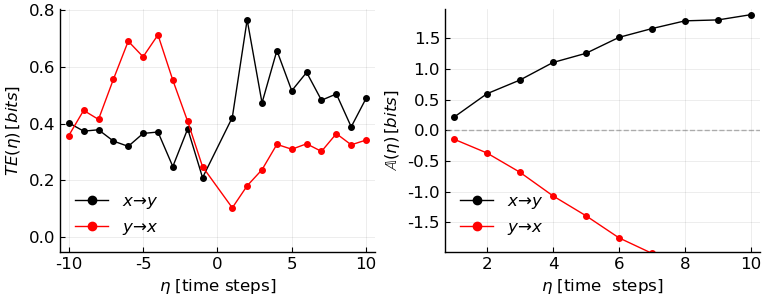 0.8
0.6
0.4
0.2
0.0
TE(η) [bits]
x→y
y→x
-10 -5 0 5 10
η [time steps]
1.5
1.0
0.5
0.0
-0.5
-1.0
-1.5
𝔸(η) [bits]
x→y
y→x
2 4 6 8 10
η [time steps]